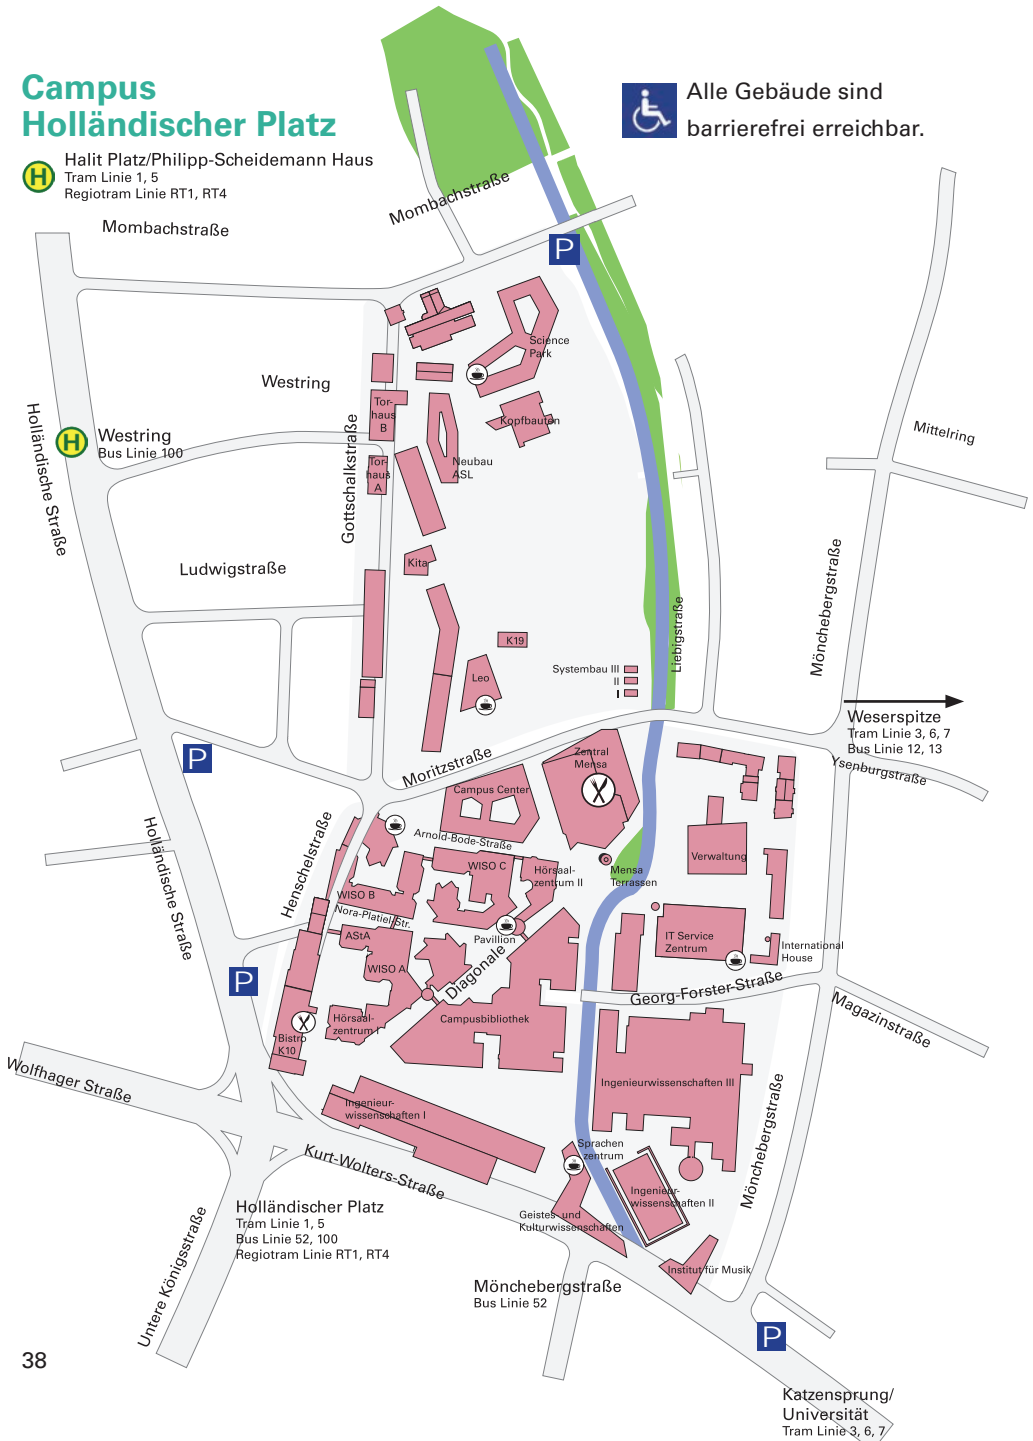 Campus
Holländischer Platz
H
Halit Platz/Philipp-Scheidemann Haus
Tram Linie 1, 5
Regiotram Linie RT1, RT4
Alle Gebäude sind
barrierefrei erreichbar.
Mombachstraße
Mombachstraße
P
Science
Park
Westring
Tor-
haus
B
Kopfbauten
Holländische Straße
H
Westring
Bus Linie 100
Gottschalkstraße
Tor-
haus
A
Neubau
ASL
Mittelring
Ludwigstraße
Kita
Mönchebergstraße
Liebigstraße
K19
Leo
Systembau III
II
I
Weserspitze
Tram Linie 3, 6, 7
Bus Linie 12, 13
Ysenburgstraße
P
Moritzstraße
Zentral
Mensa
Campus Center
Holländische Straße
Henschelstraße
Arnold-Bode-Straße
WISO C
Hörsaal-
zentrum II
Mensa
Terrassen
Verwaltung
WISO B
Nora-Platiel-Str.
AStA
Pavillion
IT Service
Zentrum
International
House
WISO A
Diagonale
P
Georg-Forster-Straße
Magazinstraße
Hörsaal-
zentrum I
Campusbibliothek
Bistro
K10
Wolfhager Straße
Ingenieurwissenschaften III
Ingenieur-
wissenschaften I
Mönchebergstraße
Kurt-Wolters-Straße
Sprachen
zentrum
Ingenieur-
wissenschaften II
Geistes- und
Kulturwissenschaften
Holländischer Platz
Tram Linie 1, 5
Bus Linie 52, 100
Regiotram Linie RT1, RT4
Untere Königsstraße
Institut für Musik
Mönchebergstraße
Bus Linie 52
P
38
Katzensprung/
Universität
Tram Linie 3, 6, 7